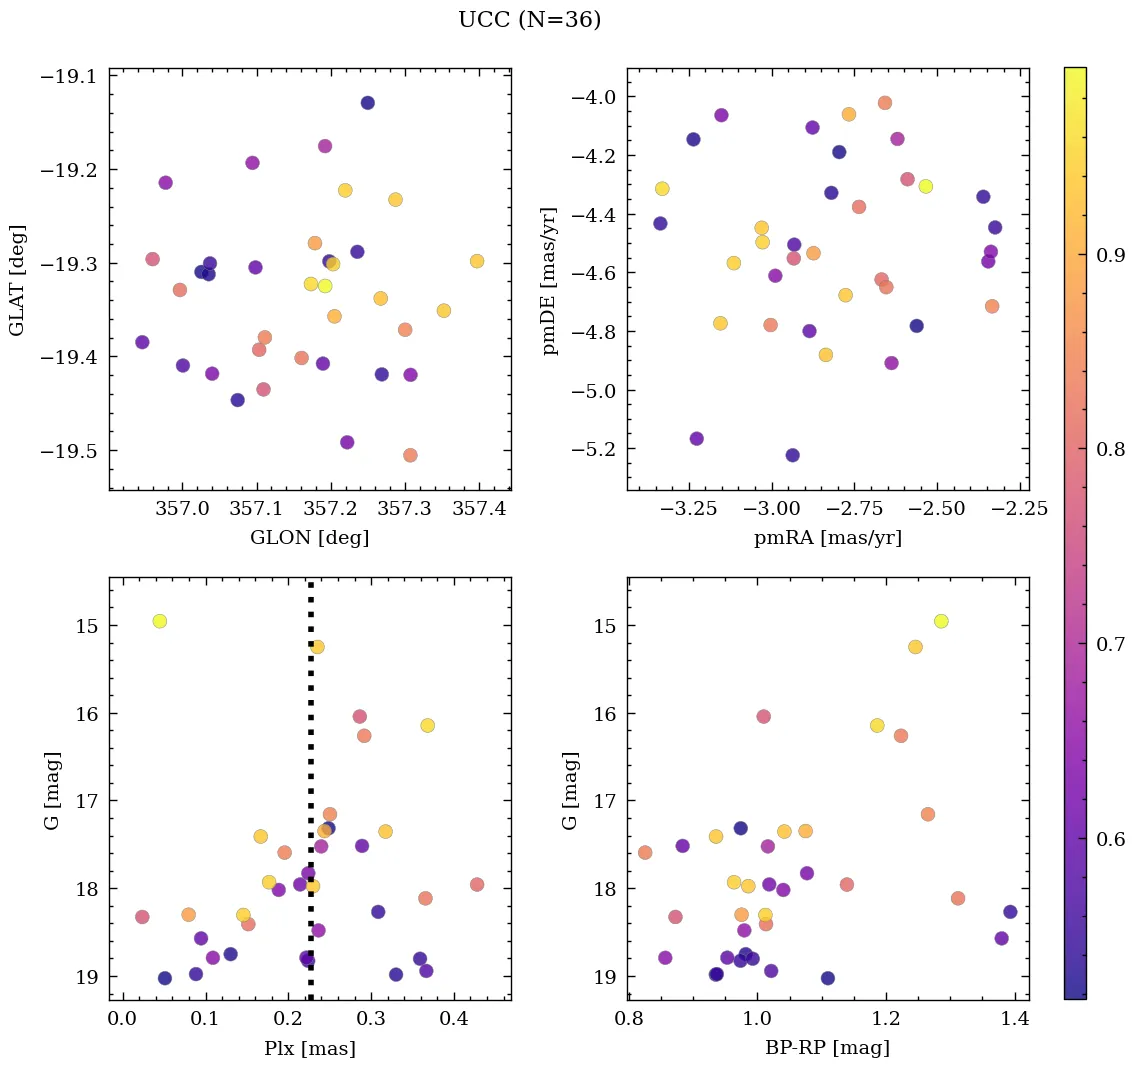 UCC (N=36)
−19.1
−19.2
−19.3
−19.4
−19.5
GLAT [deg]
357.0 357.1 357.2 357.3 357.4
GLON [deg]
−4.0
−4.2
−4.4
−4.6
−4.8
−5.0
−5.2
pmDE [mas/yr]
−3.25 −3.00 −2.75 −2.50 −2.25
pmRA [mas/yr]
15
16
17
18
19
G [mag]
0.0 0.1 0.2 0.3 0.4
Plx [mas]
15
16
17
18
19
G [mag]
0.8 1.0 1.2 1.4
BP-RP [mag]
0.9
0.8
0.7
0.6